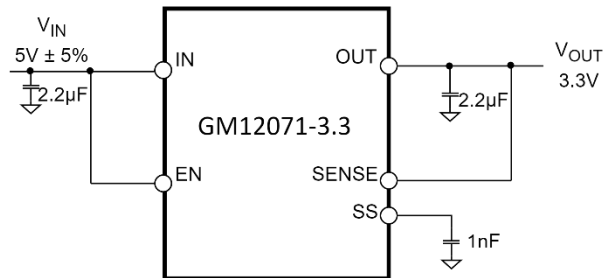 VIN
5V ± 5%
2.2µF
IN
EN
GM12071-3.3
OUT
SENSE
SS
2.2µF
1nF
VOUT
3.3V